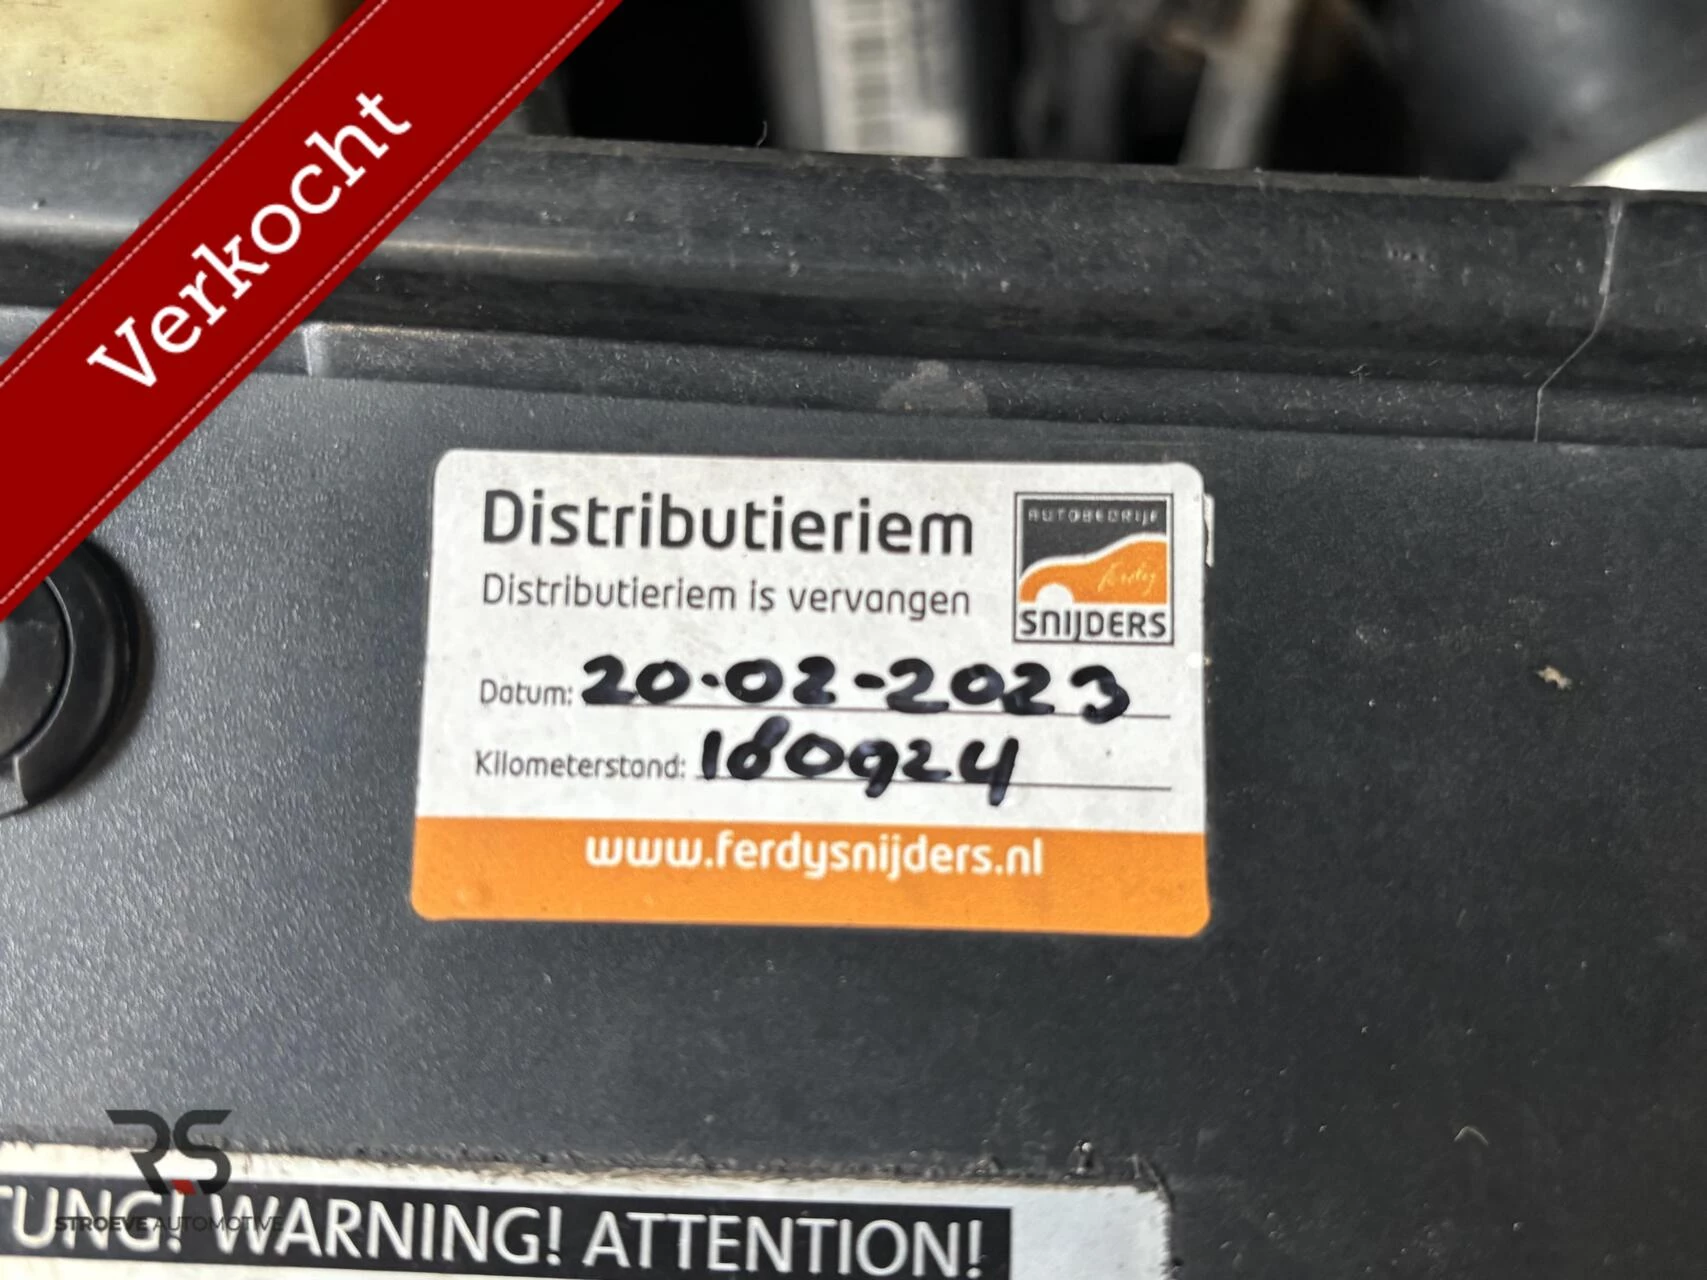 Verkocht
Distributieriem
Distributieriem is vervangen
AUTOBEDRIJF
Ferdy
SNIJDERS
Datum: 20-02-2023
Kilometerstand: 180924
www.ferdysnijders.nl
RS
STROEVE AUTOMOTIVE
TUNG! WARNING! ATTENTION!